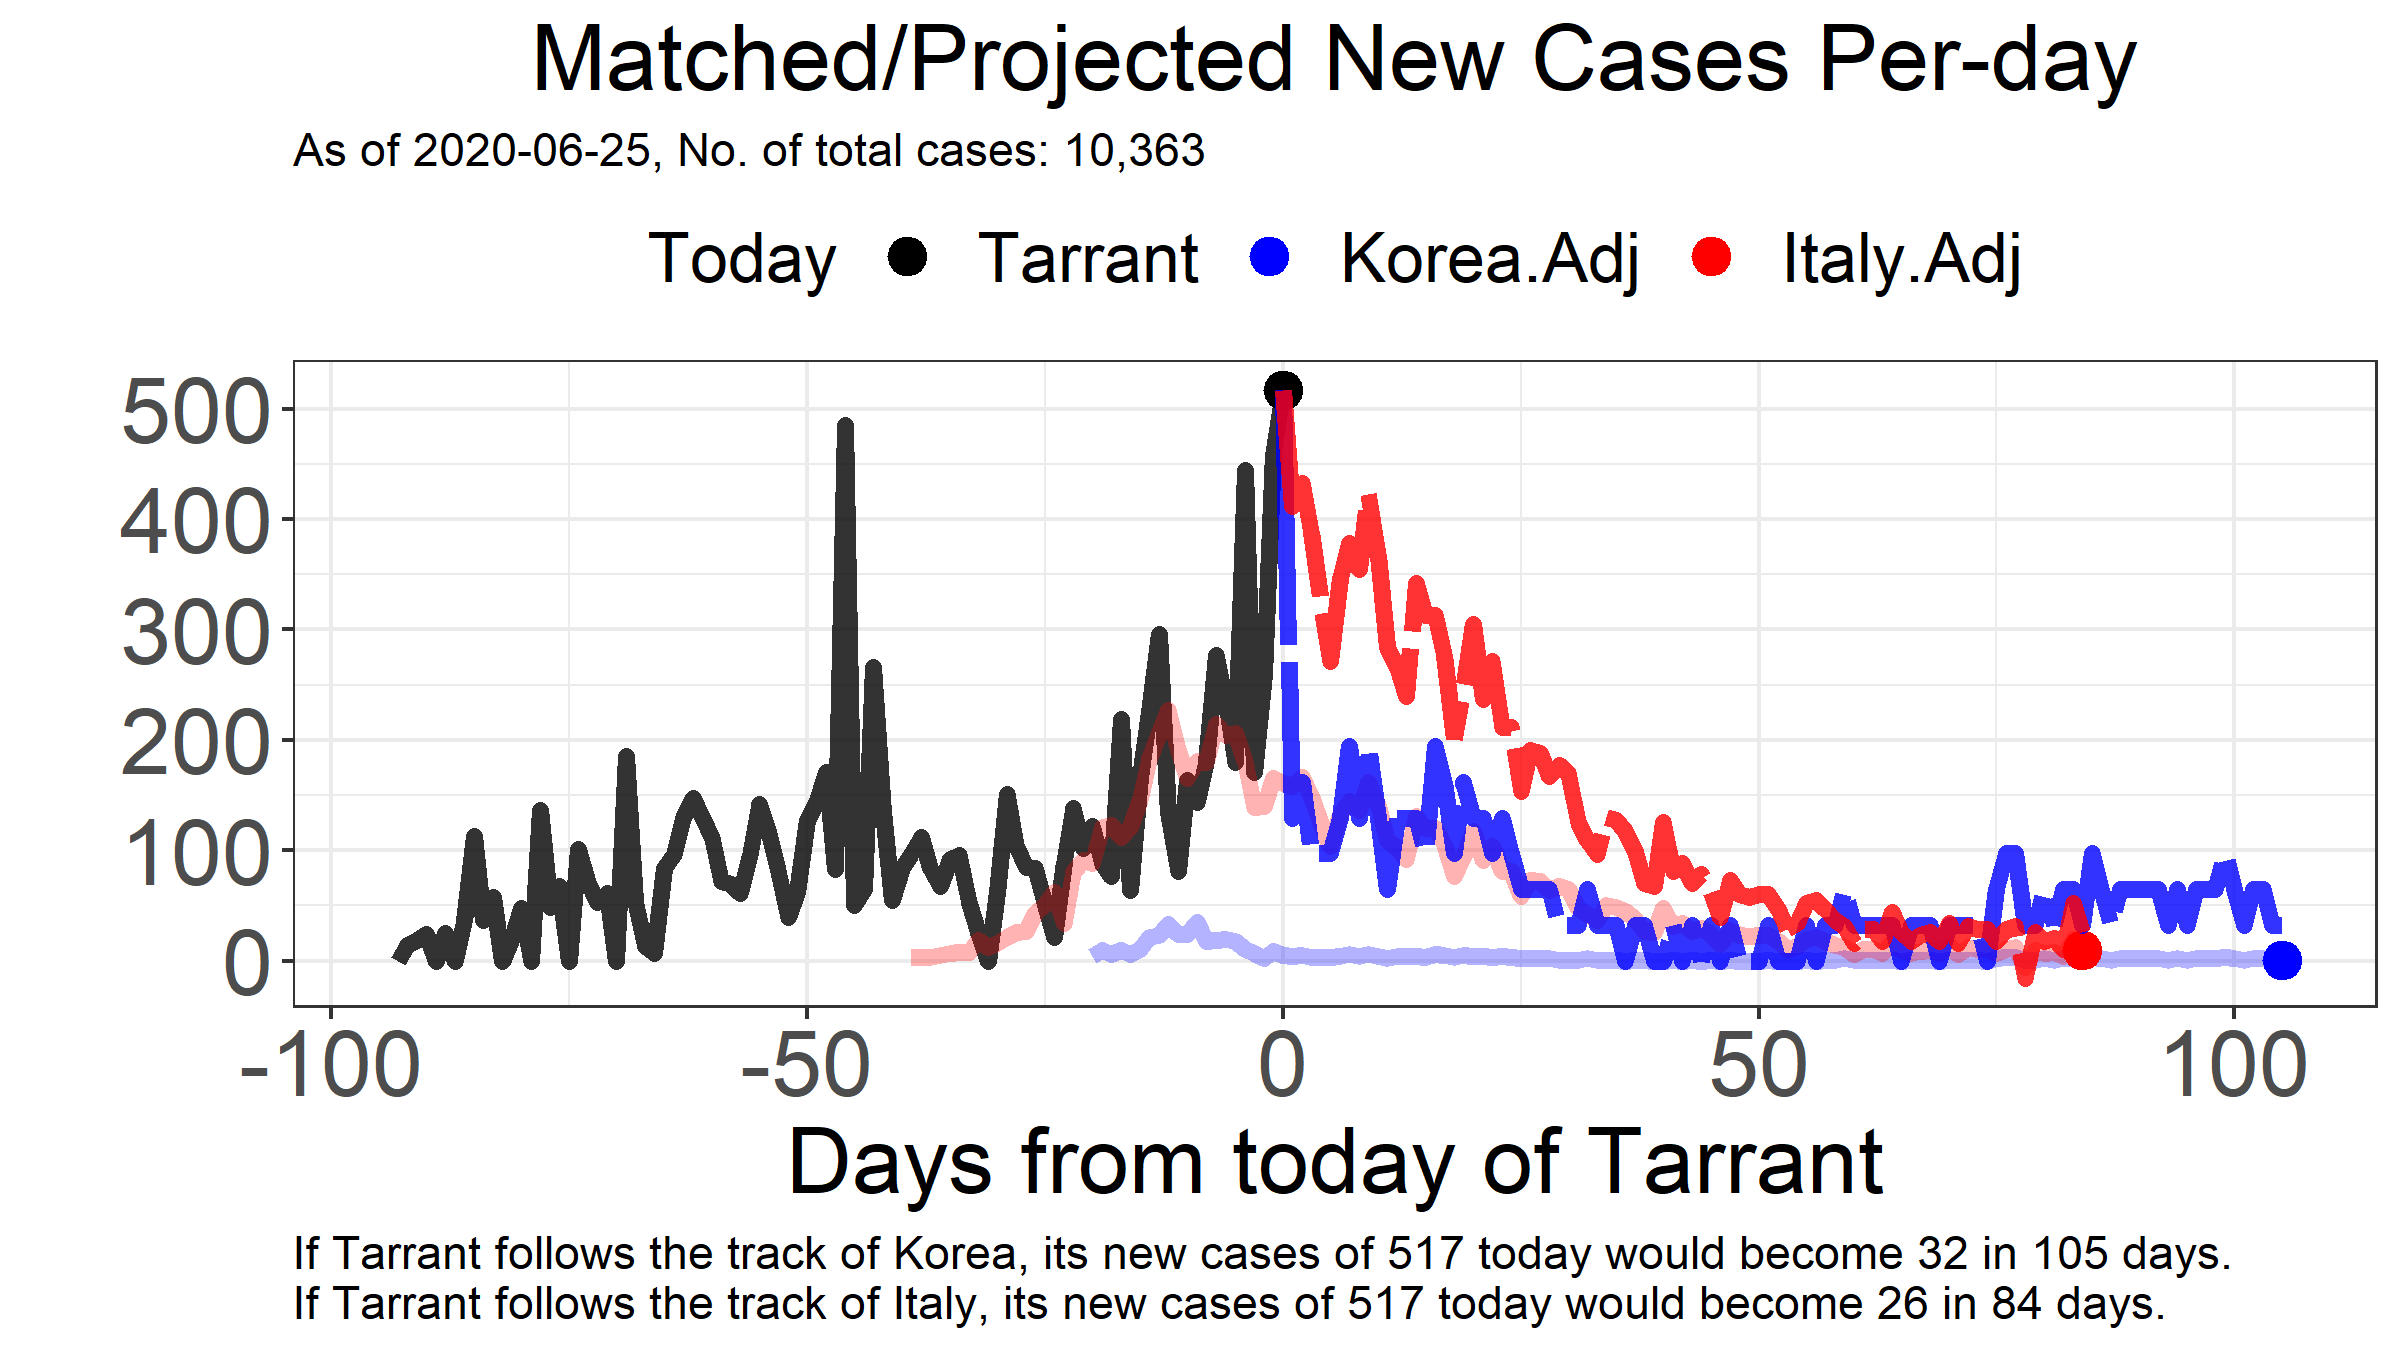 Matched/Projected New Cases Per-day
As of 2020-06-25, No. of total cases: 10,363
Today Tarrant Korea.Adj Italy.Adj
500
400
300
200
100
0
-100 -50 0 50 100
Days from today of Tarrant
If Tarrant follows the track of Korea, its new cases of 517 today would become 32 in 105 days.
If Tarrant follows the track of Italy, its new cases of 517 today would become 26 in 84 days.